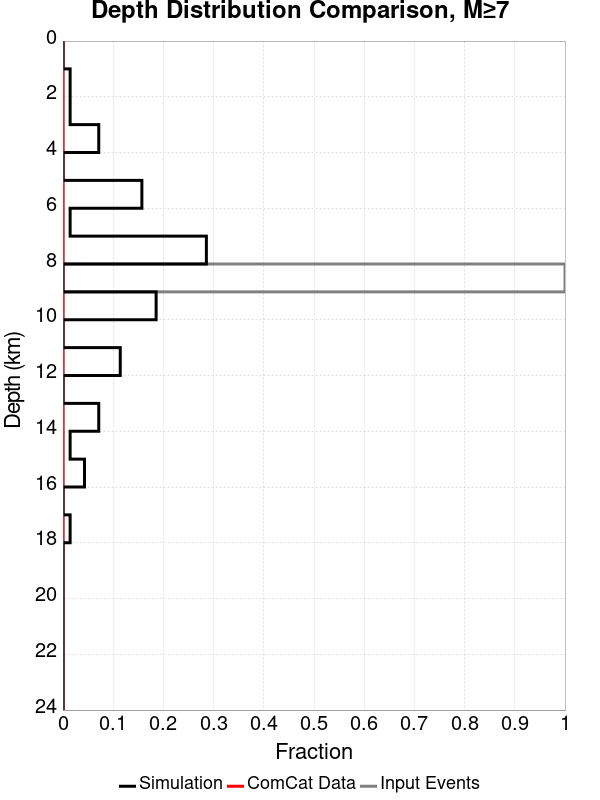 Depth Distribution Comparison, M≥7
0
2
4
6
8
10
12
14
16
18
20
22
24
Depth (km)
0 0.1 0.2 0.3 0.4 0.5 0.6 0.7 0.8 0.9 1
Fraction
Simulation ComCat Data Input Events